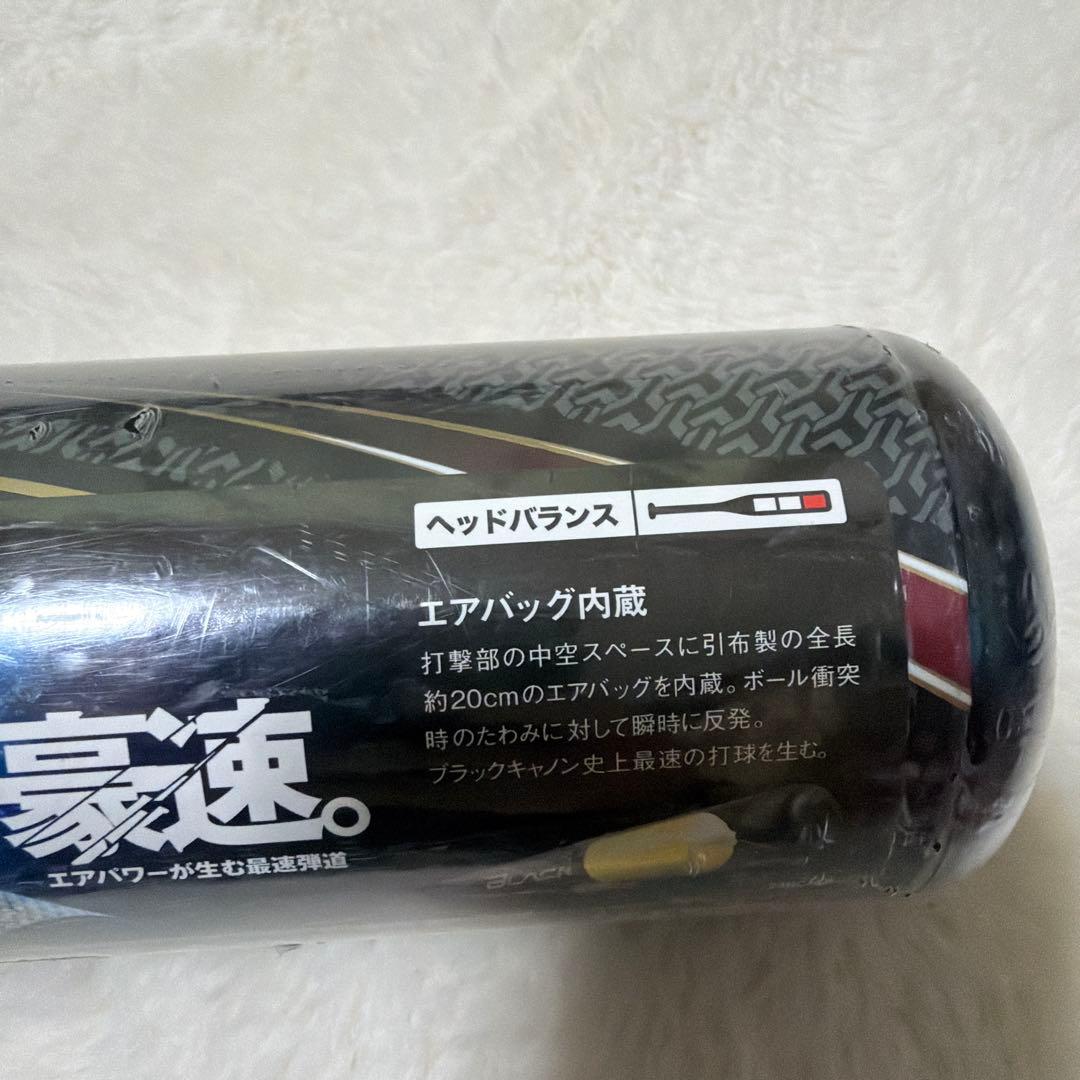 ヘッドバランス
エアバッグ内蔵
打撃部の中空スペースに引布製の全長
約20cmのエアバッグを内蔵。ボール衝突
時のたわみに対して瞬時に反発。
ブラックキャノン史上最速の打球を生む。
豪速。
エアパワーが生む最速弾道
BLACK